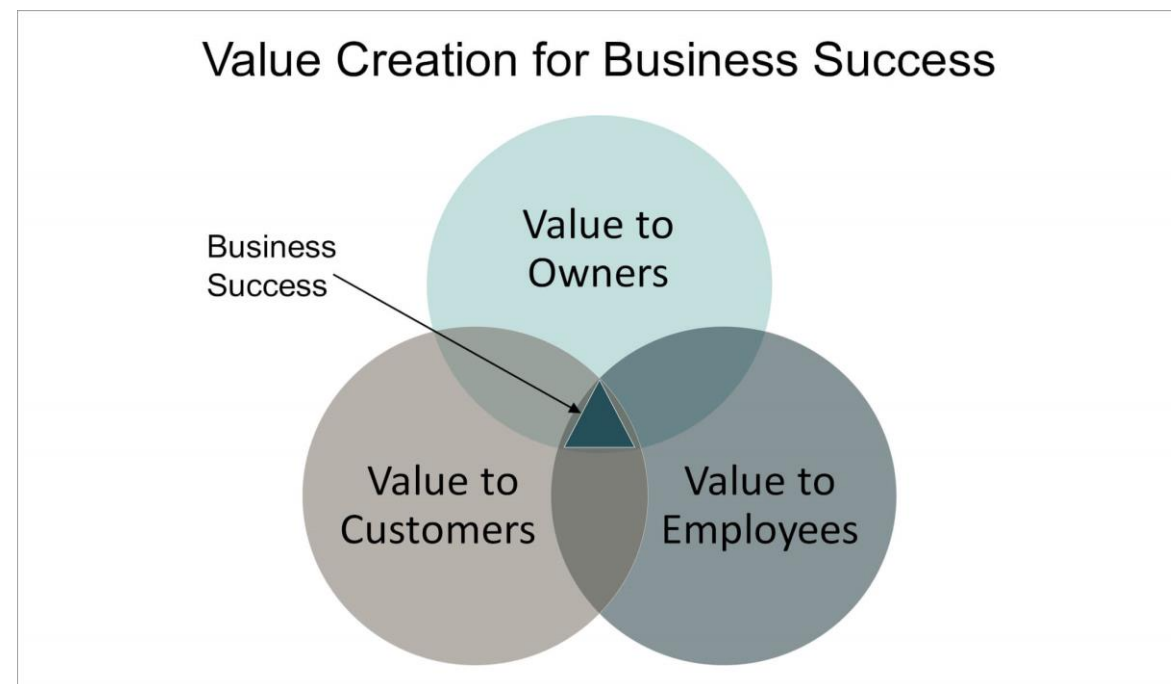 Value Creation for Business Success
Value to
Owners
Business
Success
Value to
Customers
Value to
Employees